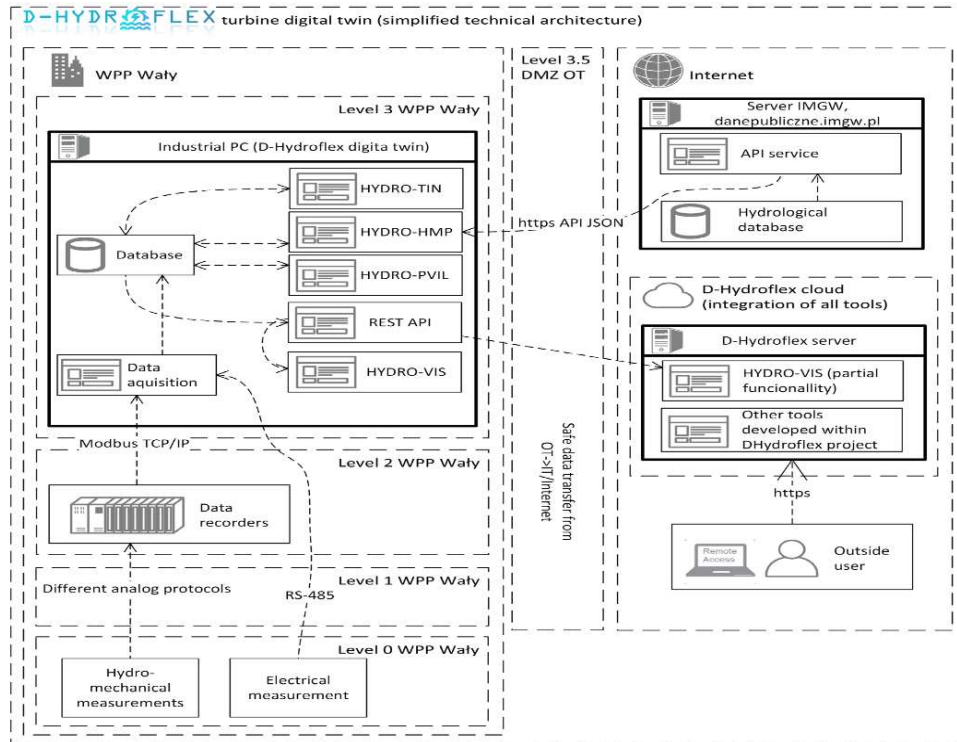 D-HYDROFLEX turbine digital twin (simplified technical architecture)
WPP Wały
Level 3 WPP Wały
Industrial PC (D-Hydroflex digita twin)
HYDRO-TIN
HYDRO-HMP
Database
HYDRO-PVIL
REST API
HYDRO-VIS
Data
aquisition
Modbus TCP/IP
Level 2 WPP Wały
Data
recorders
Level 1 WPP Wały
Different analog protocols
RS-485
Level 0 WPP Wały
Hydro-
mechanical
measurements
Electrical
measurement
Level 3.5
DMZ OT
https API JSON
Safe data transfer from
OT->IT/Internet
Internet
Server IMGW,
danepubliczne.imgw.pl
API service
Hydrological
database
D-Hydroflex cloud
(integration of all tools)
D-Hydroflex server
HYDRO-VIS (partial
funcionallity)
Other tools
developed within
DHydroflex project
https
Remote
Access
Outside
user